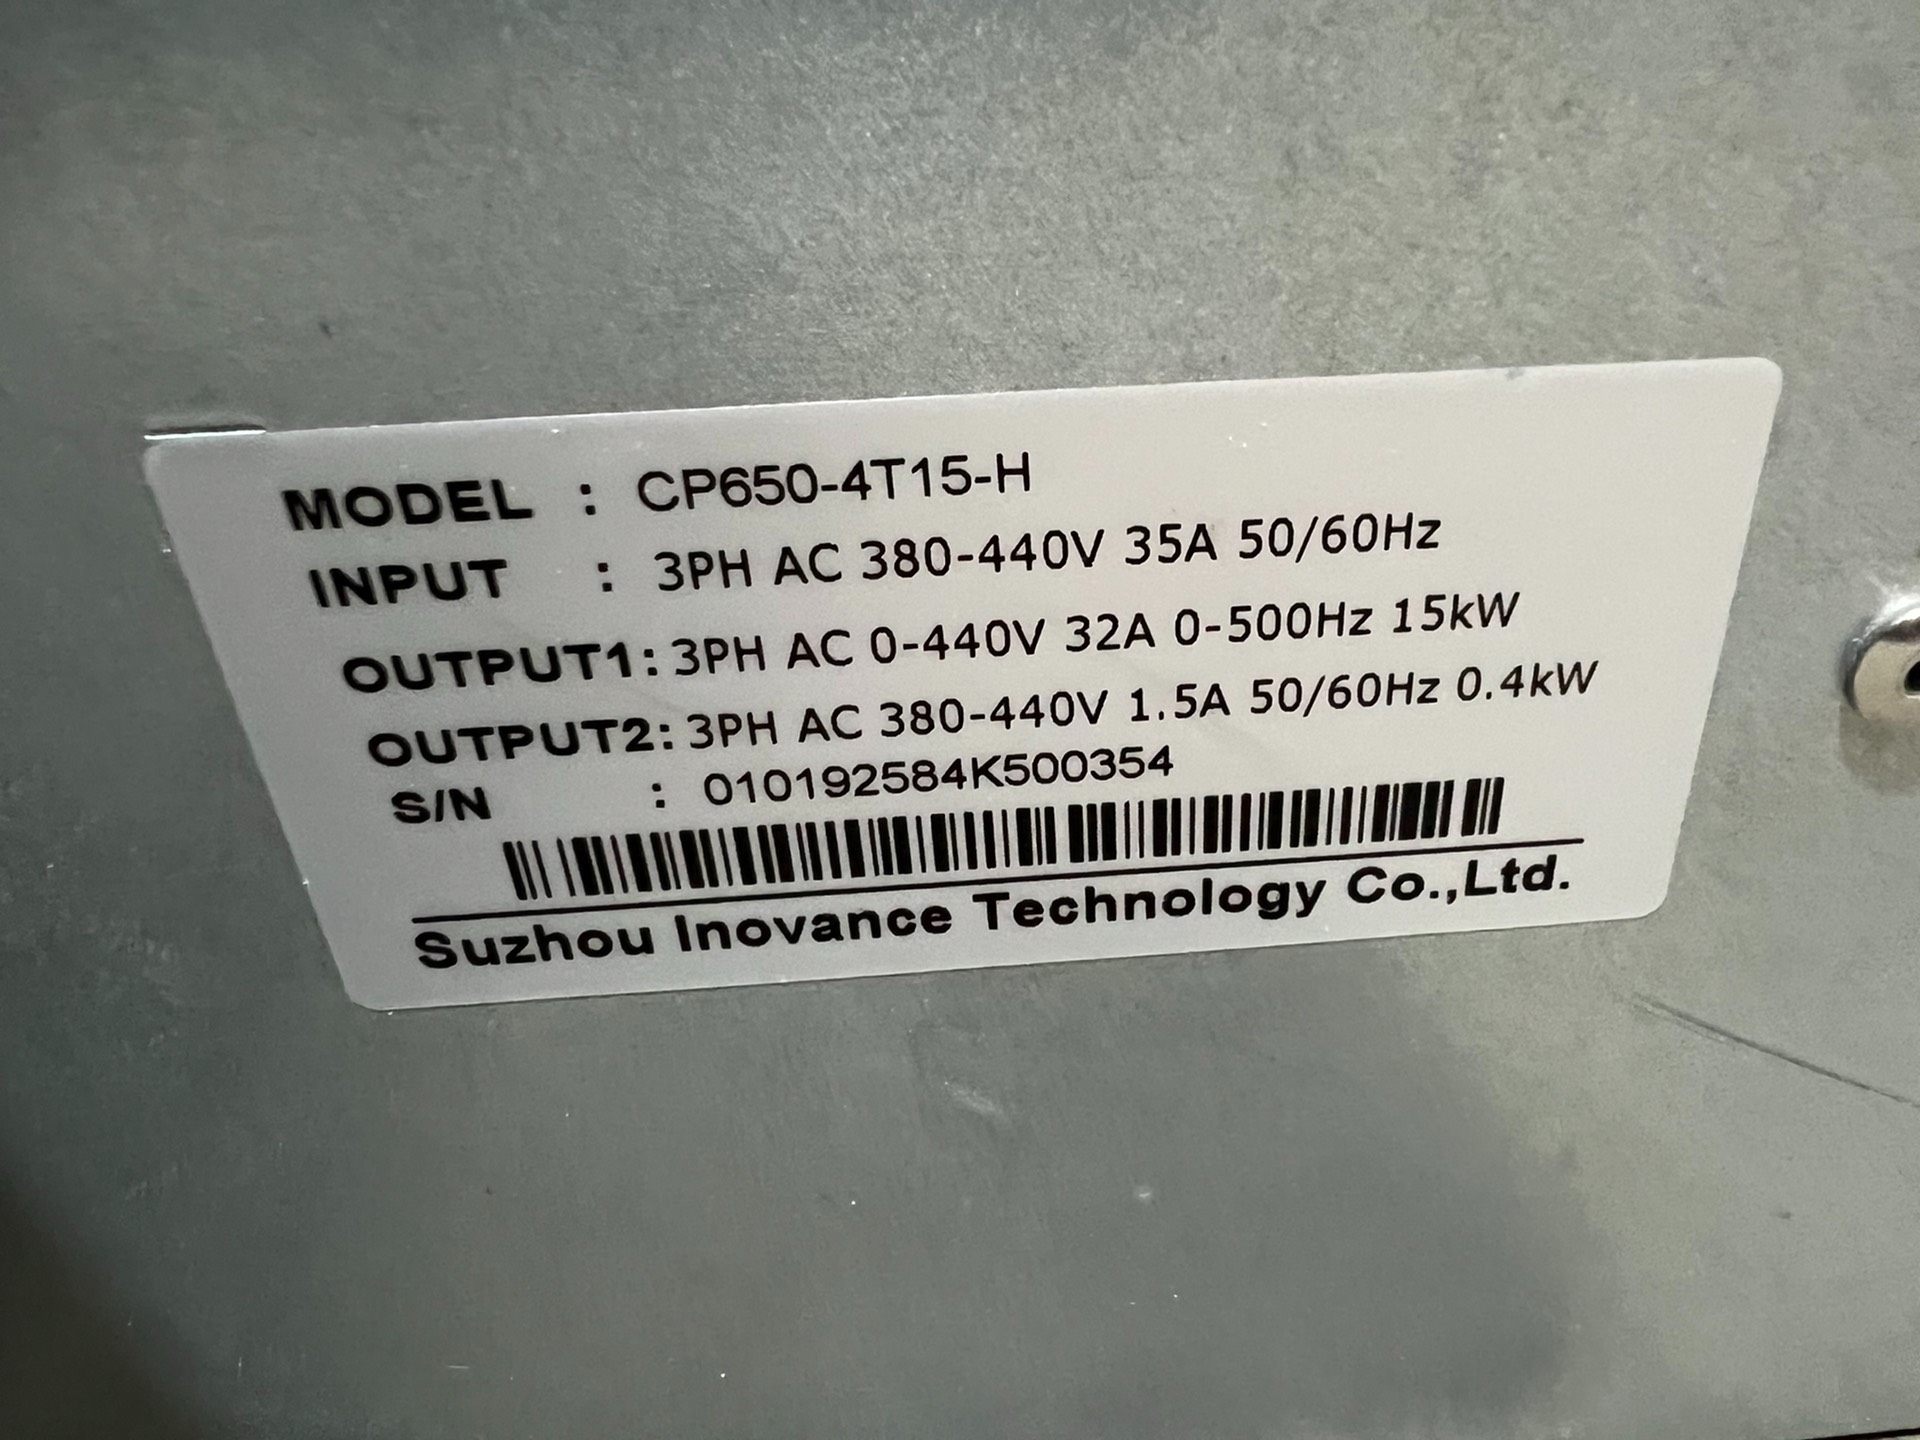 MODEL : CP650-4T15-H
INPUT : 3PH AC 380-440V 35A 50/60Hz
OUTPUT1: 3PH AC 0-440V 32A 0-500Hz 15kW
OUTPUT2: 3PH AC 380-440V 1.5A 50/60Hz 0.4kW
S/N : 010192584K500354
Suzhou Inovance Technology Co.,Ltd.